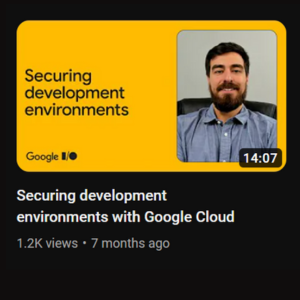 Securing
development
environments
Google I/O
14:07
Securing development
environments with Google Cloud
1.2K views • 7 months ago